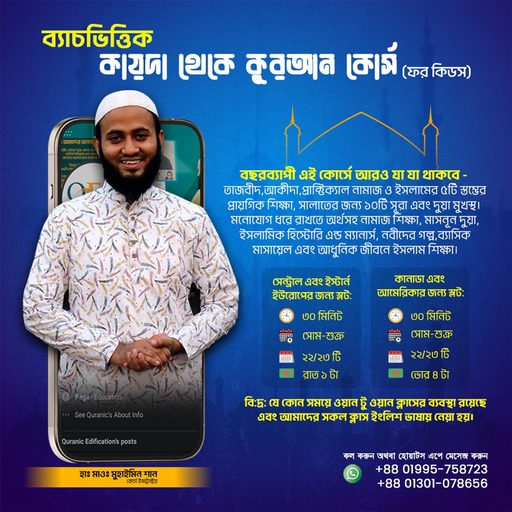 ব্যাচভিত্তিক
কায়দা থেকে কুরআন কোর্স (ফর কিডস)
বছরব্যাপী এই কোর্সে আরও যা যা থাকবে -
তাজবীদ,আকীদা,প্রাক্টিক্যাল নামাজ ও ইসলামের ৫টি স্তম্ভের
প্রায়গিক শিক্ষা, সালাতের জন্য ১০টি সূরা এবং দুয়া মুখস্থ।
মনোযোগ ধরে রাখতে অর্থসহ নামাজ শিক্ষা, মাসনূন দুয়া,
ইসলামিক হিস্টোরি এন্ড ম্যানার্স, নবীদের গল্প,ব্যাসিক
মাসায়েল এবং আধুনিক জীবনে ইসলাম শিক্ষা।
সেন্ট্রাল এবং ইস্টার্ন
ইউরোপের জন্য স্লট:
৩০ মিনিট
সোম-শুক্র
২২/২৩ টি
রাত ১ টা
কানাডা এবং
আমেরিকার জন্য স্লট:
৩০ মিনিট
সোম-শুক্র
২২/২৩ টি
ভোর ৪ টা
বি:দ্র: যে কোন সময়ে ওয়ান টু ওয়ান ক্লাসের ব্যবস্থা রয়েছে
এবং আমাদের সকল ক্লাস ইংলিশ ভাষায় নেয়া হয়।
Page · Education
See Quranic's About Info
Quranic Edification's posts
হাঃ মাওঃ মুহাইমিন শান
কোর্স ইন্সট্রাক্টর
কল করুন অথবা হোয়াটস এপে মেসেজ করুন
+88 01995-758723
+88 01301-078656